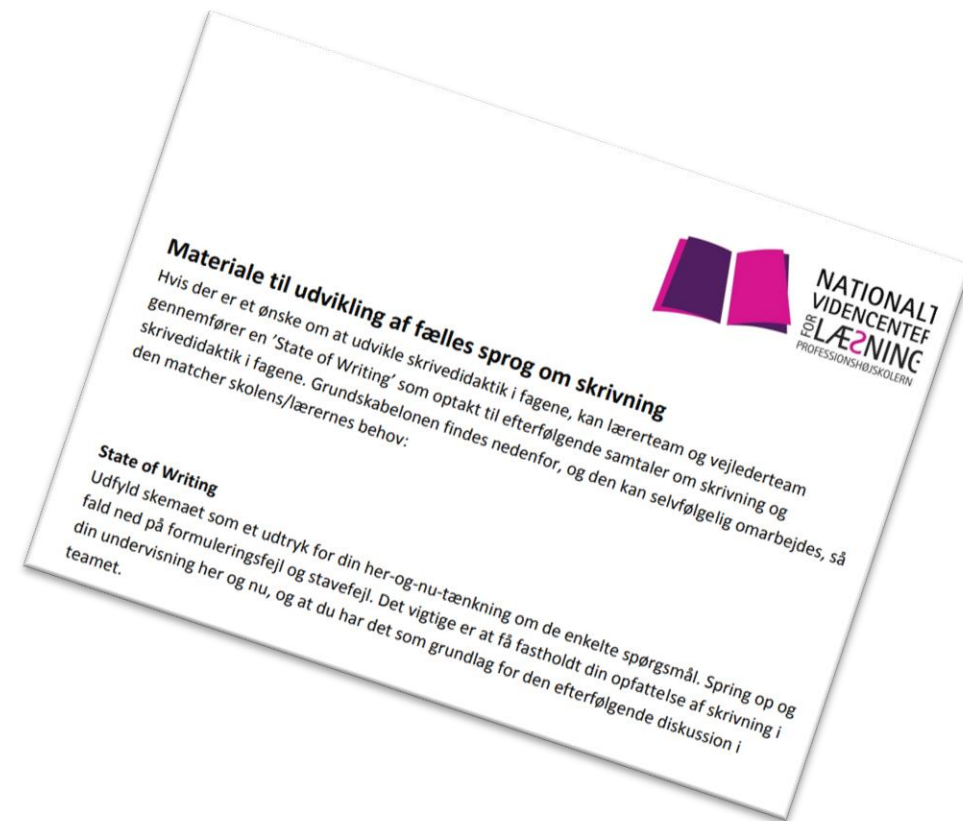 NATIONALT
VIDENCENTER
FOR LÆSNING
PROFESSIONSHØJSKOLERN
Materiale til udvikling af fælles sprog om skrivning
Hvis der er et ønske om at udvikle skrivedidaktik i fagene, kan lærerteam og vejlederteam
gennemfører en ’State of Writing’ som optakt til efterfølgende samtaler om skrivning og
skrivedidaktik i fagene. Grundskabelonen findes nedenfor, og den kan selvfølgelig omarbejdes, så
den matcher skolens/lærernes behov:
State of Writing
Udfyld skemaet som et udtryk for din her-og-nu-tænkning om de enkelte spørgsmål. Spring op og
fald ned på formuleringsfejl og stavefejl. Det vigtige er at få fastholdt din opfattelse af skrivning i
din undervisning her og nu, og at du har det som grundlag for den efterfølgende diskussion i
teamet.